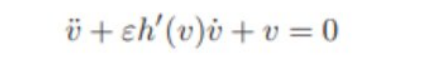 v̈ + εh′(v)v̇ + v = 0